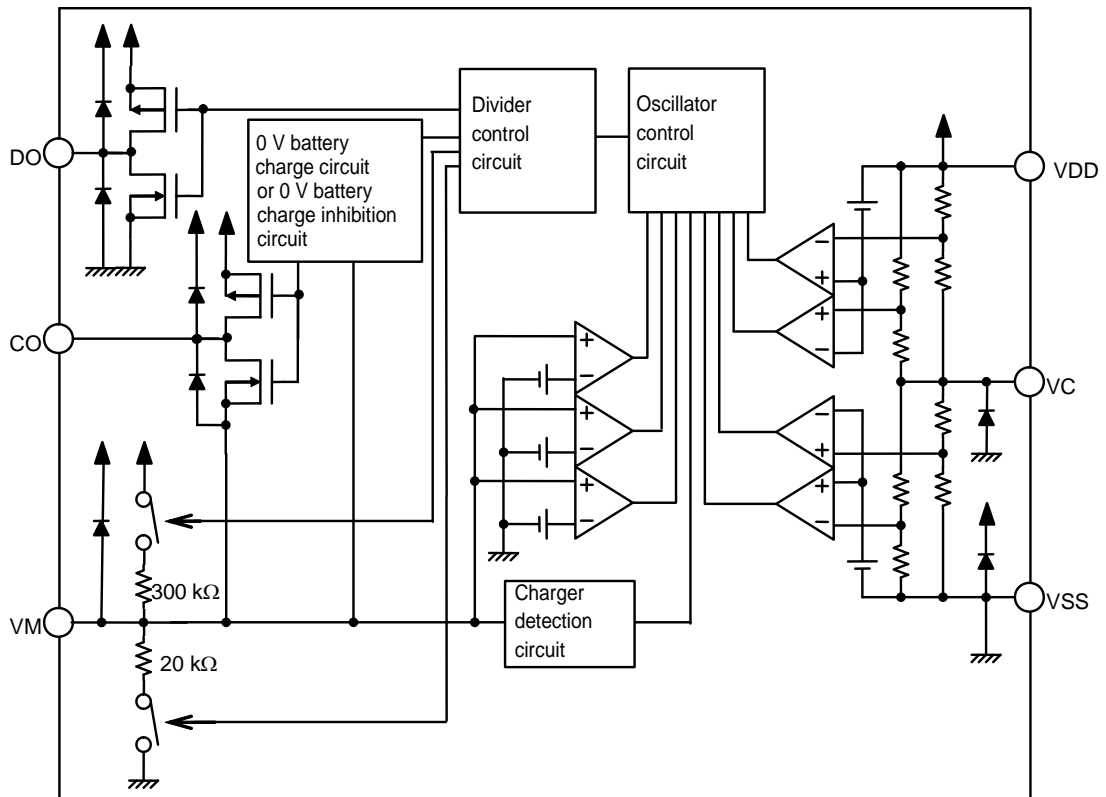 Divider
control
circuit
Oscillator
control
circuit
0 V battery
charge circuit
or 0 V battery
charge inhibition
circuit
DO
VDD
−
+
+
−
CO
+
−
+
−
+
−
VC
−
+
+
−
300 kΩ
VM
20 kΩ
Charger
detection
circuit
VSS